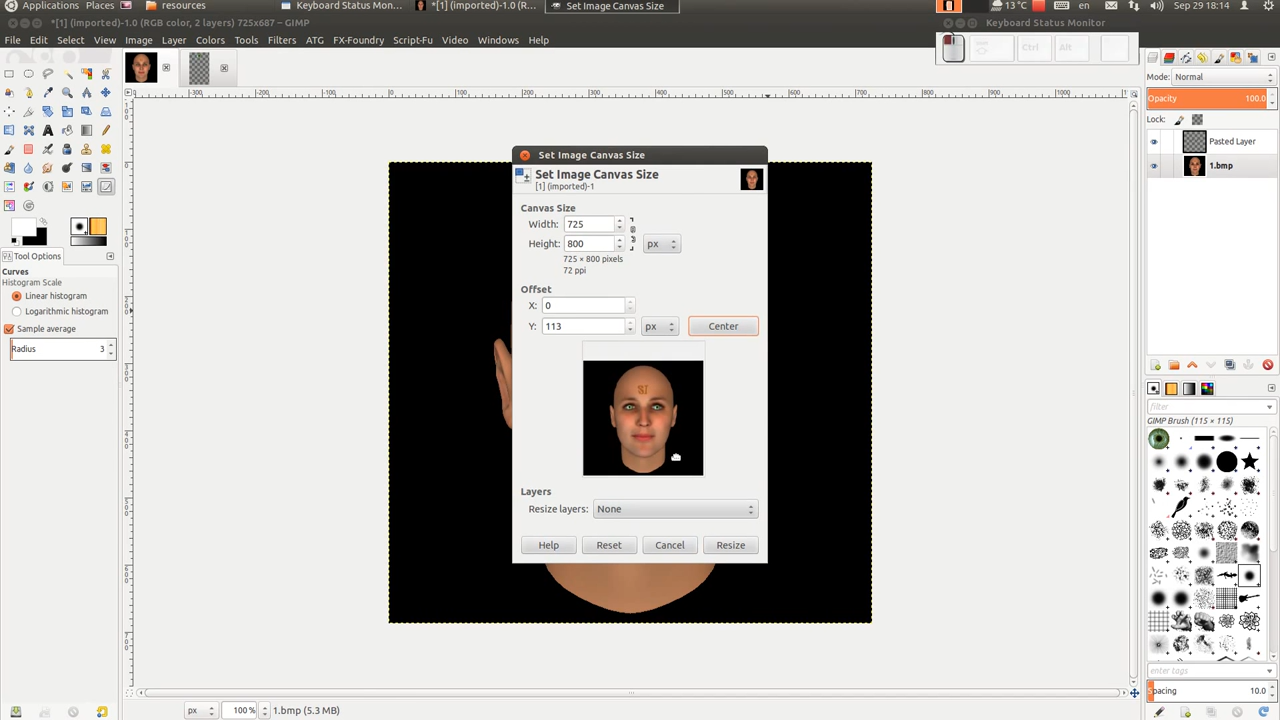 Applications Places resources Keyboard Status Monit... *[1] (imported)-1.0 (R... Set Image Canvas Size 13 °C en Sep 29 18:14
*[1] (imported)-1.0 (RGB color, 2 layers) 725x687 – GIMP
Keyboard Status Monitor
File Edit Select View Image Layer Colors Tools Filters ATG FX-Foundry Script-Fu Video Windows Help
Ctrl Alt
Mode: Normal
Opacity 100.0
Lock:
Pasted Layer
1.bmp
Tool Options
Curves
Histogram Scale
Linear histogram
Logarithmic histogram
Sample average
Radius 3
Set Image Canvas Size
Set Image Canvas Size
[1] (imported)-1
Canvas Size
Width: 725
Height: 800 px
725 × 800 pixels
72 ppi
Offset
X: 0
Y: 113 px Center
Layers
Resize layers: None
Help Reset Cancel Resize
filter
GIMP Brush (115 × 115)
enter tags
Spacing 10.0
px 100 % 1.bmp (5.3 MB)